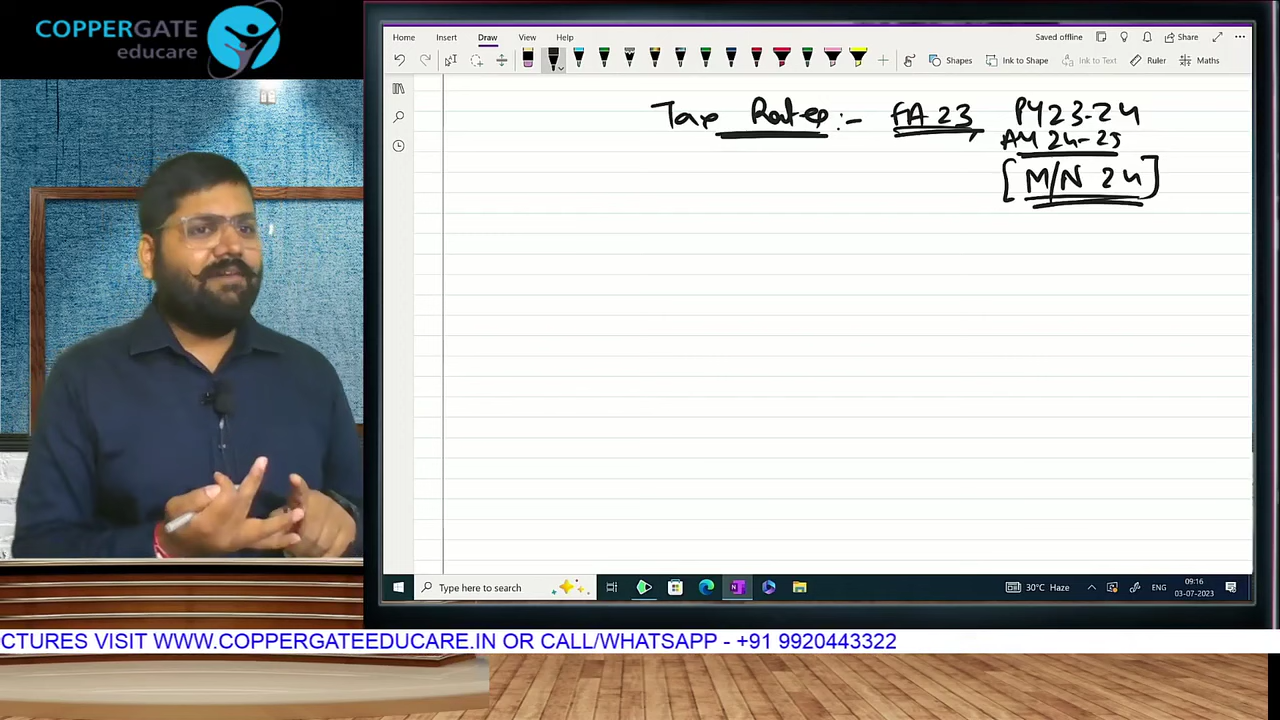 COPPERGATE
educare
Home Insert Draw View Help
Saved offline
Share
Shapes Ink to Shape Ink to Text Ruler Maths
Tax Rates :- FA 23 PY 23-24
AY 24-25
[M/N 24]
Type here to search
30°C Haze
ENG
09:16
03-07-2023
CTURES VISIT WWW.COPPERGATEEDUCARE.IN OR CALL/WHATSAPP - +91 9920443322